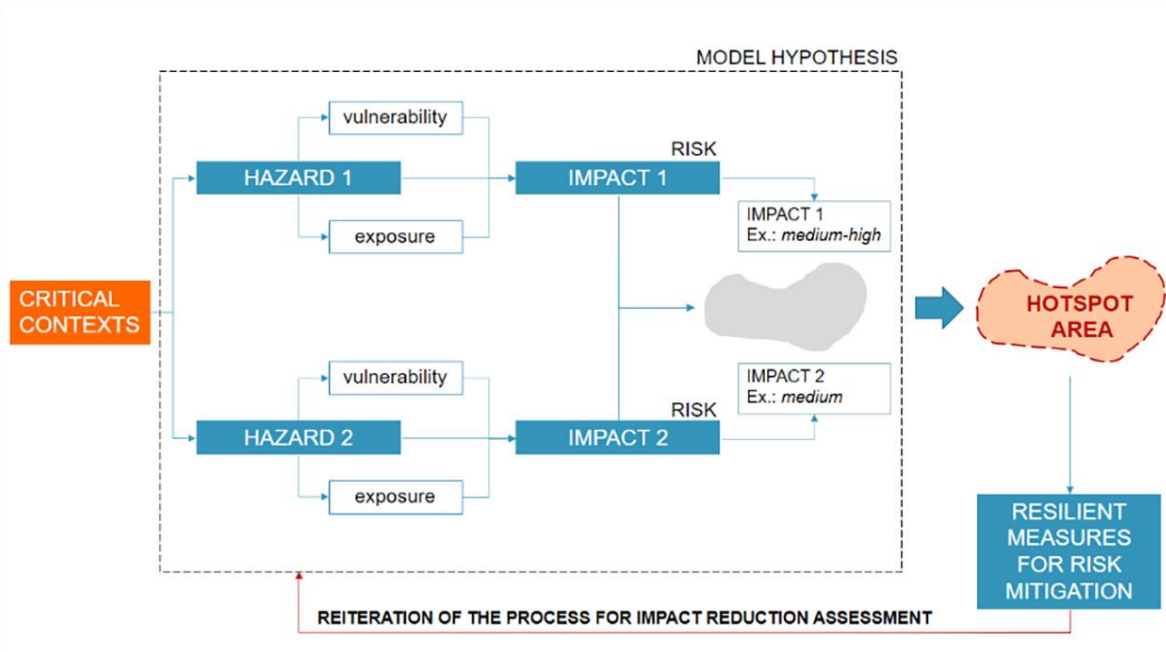 MODEL HYPOTHESIS
vulnerability
RISK
HAZARD 1
IMPACT 1
exposure
IMPACT 1
Ex.: medium-high
CRITICAL
CONTEXTS
HOTSPOT
AREA
vulnerability
IMPACT 2
Ex.: medium
RISK
HAZARD 2
IMPACT 2
exposure
RESILIENT
MEASURES
FOR RISK
MITIGATION
REITERATION OF THE PROCESS FOR IMPACT REDUCTION ASSESSMENT